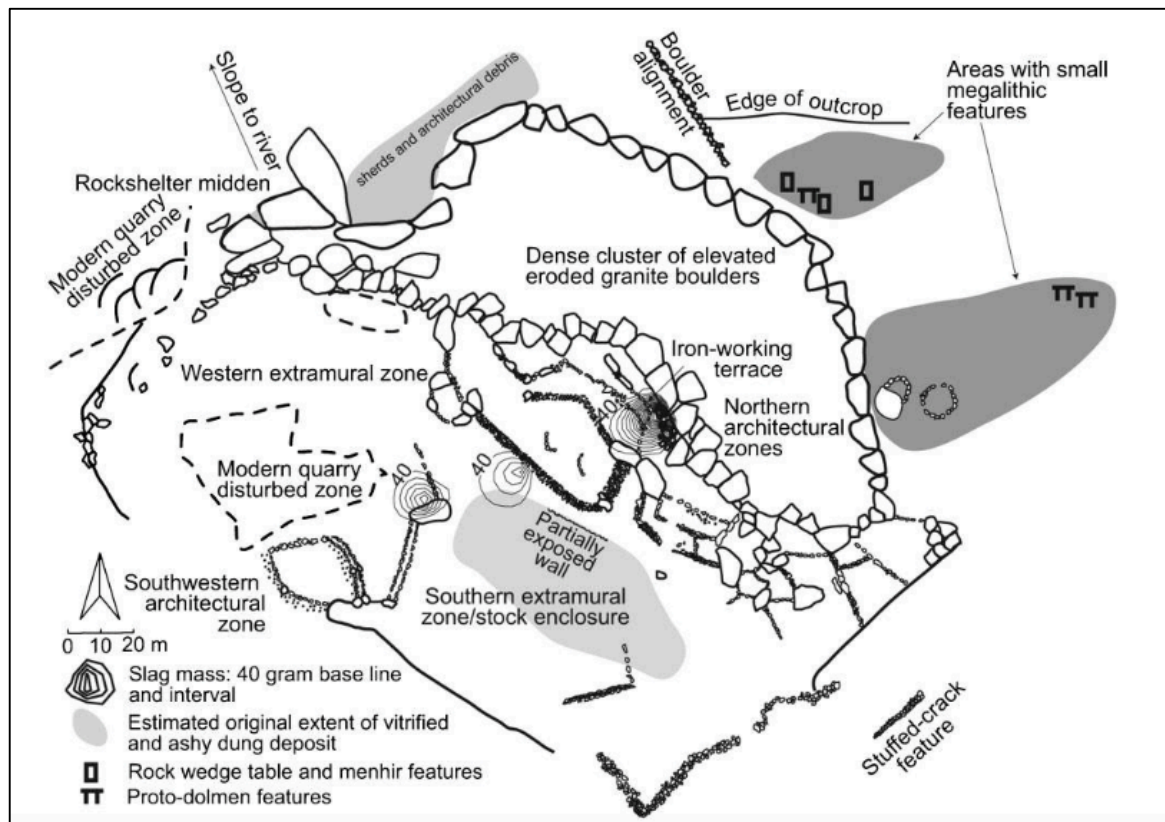 Slope to river
sherds and architectural debris
Boulder
alignment
Edge of outcrop
Areas with small
megalithic
features
Rockshelter midden
Modern quarry
disturbed zone
Dense cluster of elevated
eroded granite boulders
Western extramural zone
Iron-working
terrace
40
Northern
architectural
zones
Modern quarry
disturbed zone
40
40
Partially
exposed
wall
Southwestern
architectural
zone
Southern extramural
zone/stock enclosure
0 10 20 m
Slag mass: 40 gram base line
and interval
Estimated original extent of vitrified
and ashy dung deposit
Rock wedge table and menhir features
Proto-dolmen features
Stuffed-crack
feature